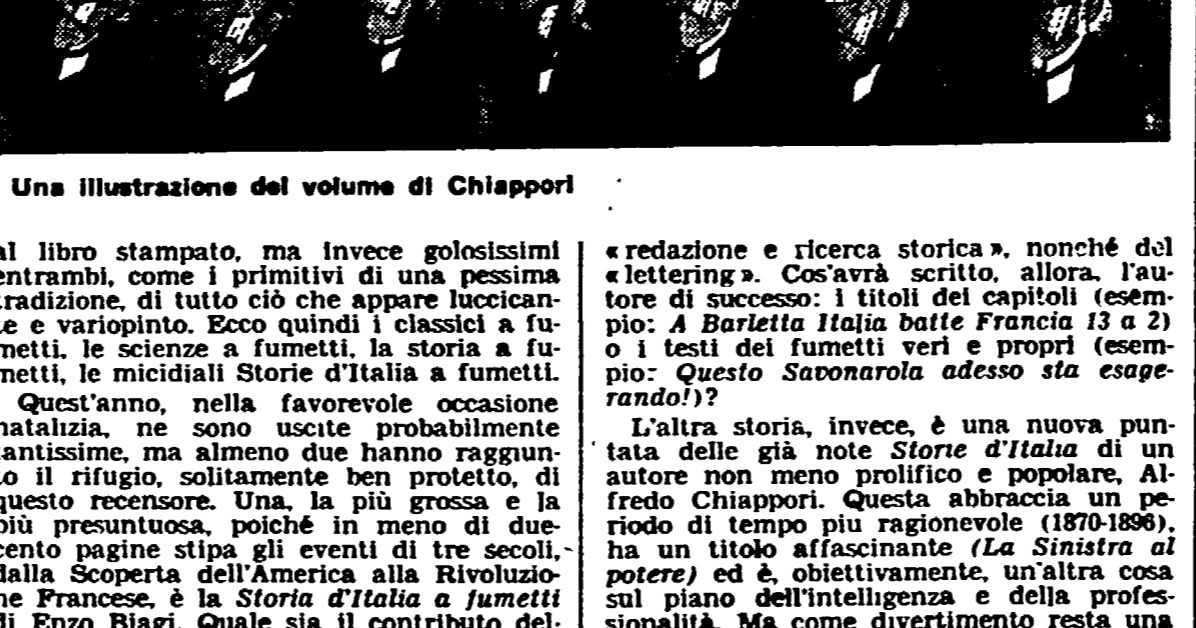 Una illustrazione del volume di Chiappori
al libro stampato, ma invece golosissimi
entrambi, come i primitivi di una pessima
tradizione, di tutto ciò che appare luccican-
te e variopinto. Ecco quindi i classici a fu-
metti, le scienze a fumetti, la storia a fu-
metti, le micidiali Storie d'Italia a fumetti.
Quest'anno, nella favorevole occasione
natalizia, ne sono uscite probabilmente
tantissime, ma almeno due hanno raggiun-
to il rifugio, solitamente ben protetto, di
questo recensore. Una, la più grossa e la
più presuntuosa, poiché in meno di due-
cento pagine stipa gli eventi di tre secoli,
dalla Scoperta dell'America alla Rivoluzio-
ne Francese, è la Storia d'Italia a fumetti
di Enzo Biagi. Quale sia il contributo del-
« redazione e ricerca storica », nonché del
« lettering ». Cos'avrà scritto, allora, l'au-
tore di successo: i titoli dei capitoli (esem-
pio: A Barletta Italia batte Francia 13 a 2)
o i testi dei fumetti veri e propri (esem-
pio: Questo Savonarola adesso sta esage-
rando!)?
L'altra storia, invece, è una nuova pun-
tata delle già note Storie d'Italia di un
autore non meno prolifico e popolare, Al-
fredo Chiappori. Questa abbraccia un pe-
riodo di tempo piu ragionevole (1870-1896),
ha un titolo affascinante (La Sinistra al
potere) ed è, obiettivamente, un'altra cosa
sul piano dell'intelligenza e della profes-
sionalità. Ma come divertimento resta una